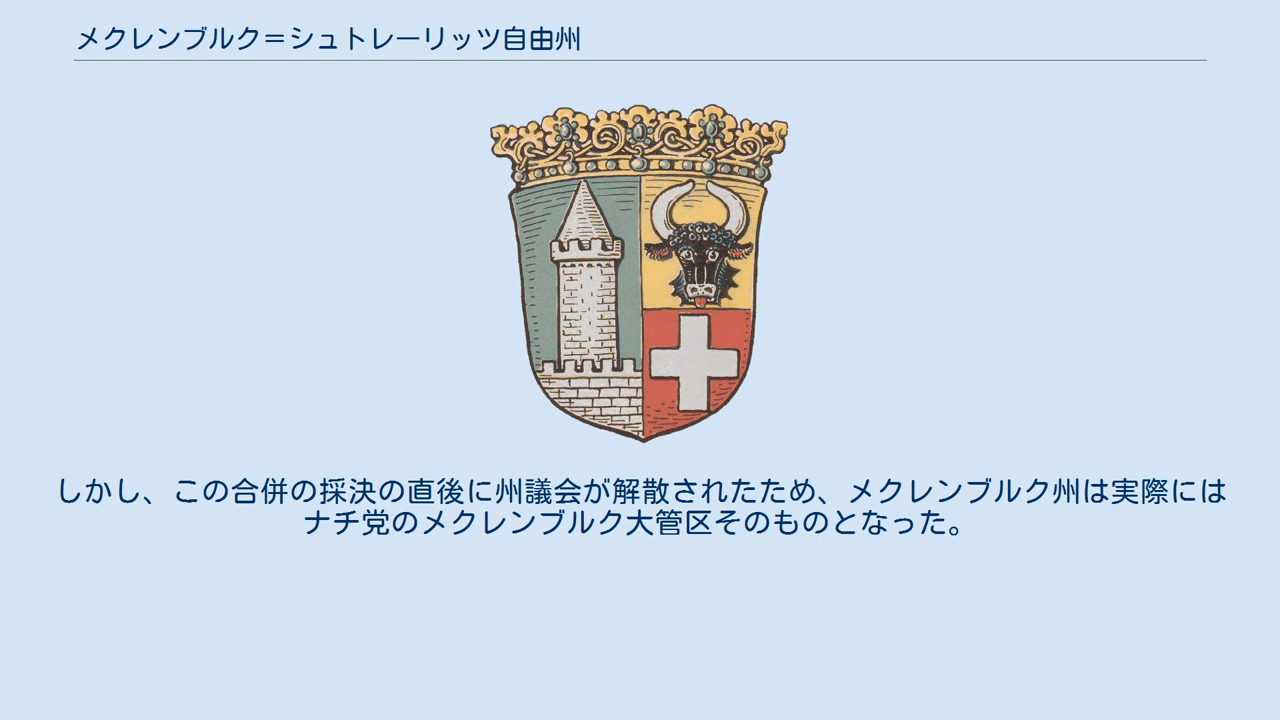 メクレンブルク＝シュトレーリッツ自由州
しかし、この合併の採決の直後に州議会が解散されたため、メクレンブルク州は実際には
ナチ党のメクレンブルク大管区そのものとなった。